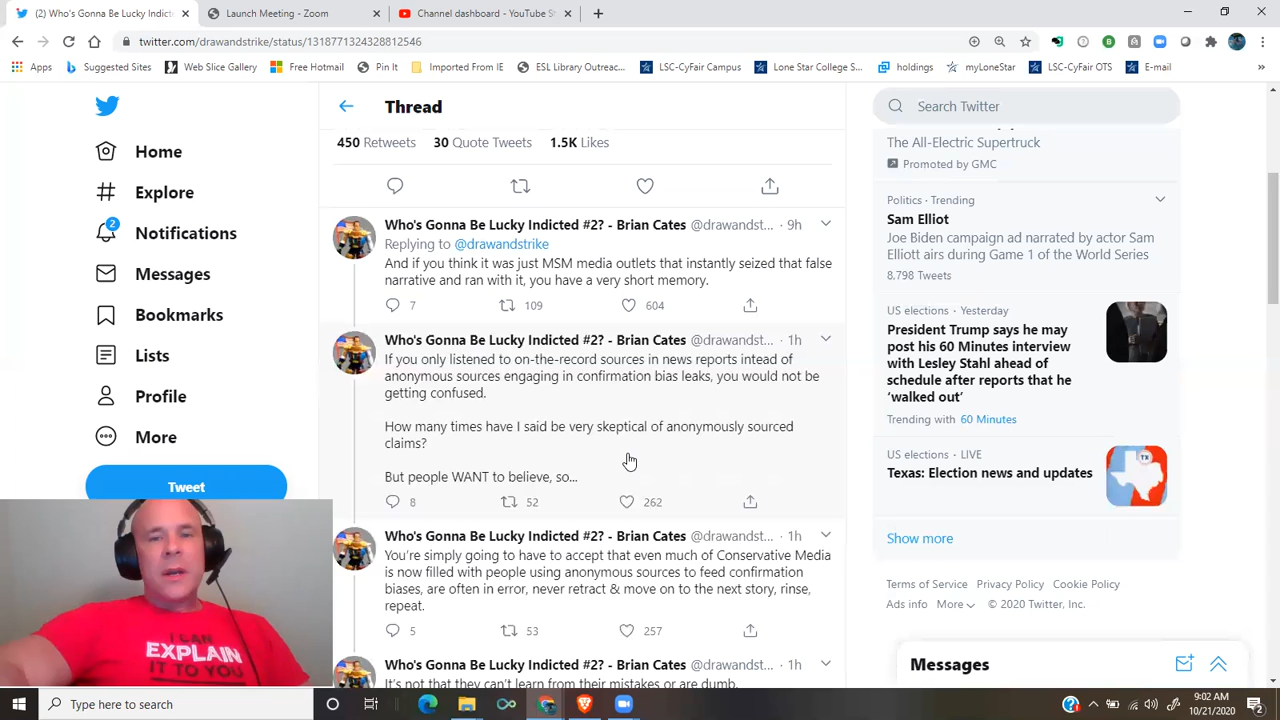 (2) Who's Gonna Be Lucky Indict
Launch Meeting - Zoom
Channel dashboard - YouTube St
twitter.com/drawandstrike/status/1318771324328812546
Apps
Suggested Sites
Web Slice Gallery
Free Hotmail
Pin It
Imported From IE
ESL Library Outreac...
LSC-CyFair Campus
Lone Star College S...
holdings
myLoneStar
LSC-CyFair OTS
E-mail
Home
Explore
2
Notifications
Messages
Bookmarks
Lists
Profile
More
Tweet
Thread
450 Retweets 30 Quote Tweets 1.5K Likes
Who's Gonna Be Lucky Indicted #2? - Brian Cates @drawandst... · 9h
Replying to @drawandstrike
And if you think it was just MSM media outlets that instantly seized that false
narrative and ran with it, you have a very short memory.
7 109 604
Who's Gonna Be Lucky Indicted #2? - Brian Cates @drawandst... · 1h
If you only listened to on-the-record sources in news reports intead of
anonymous sources engaging in confirmation bias leaks, you would not be
getting confused.
How many times have I said be very skeptical of anonymously sourced
claims?
But people WANT to believe, so...
8 52 262
Who's Gonna Be Lucky Indicted #2? - Brian Cates @drawandst... · 1h
You're simply going to have to accept that even much of Conservative Media
is now filled with people using anonymous sources to feed confirmation
biases, are often in error, never retract & move on to the next story, rinse,
repeat.
5 53 257
Who's Gonna Be Lucky Indicted #2? - Brian Cates @drawandst... · 1h
It's not that they can't learn from their mistakes or are dumb.
Search Twitter
The All-Electric Supertruck
Promoted by GMC
Politics · Trending
Sam Elliot
Joe Biden campaign ad narrated by actor Sam
Elliott airs during Game 1 of the World Series
8,798 Tweets
US elections · Yesterday
President Trump says he may
post his 60 Minutes interview
with Lesley Stahl ahead of
schedule after reports that he
'walked out'
Trending with 60 Minutes
US elections · LIVE
Texas: Election news and updates
Show more
Terms of Service Privacy Policy Cookie Policy
Ads info More © 2020 Twitter, Inc.
Messages
I CAN
EXPLAIN
IT TO YOU
Type here to search
9:02 AM
10/21/2020